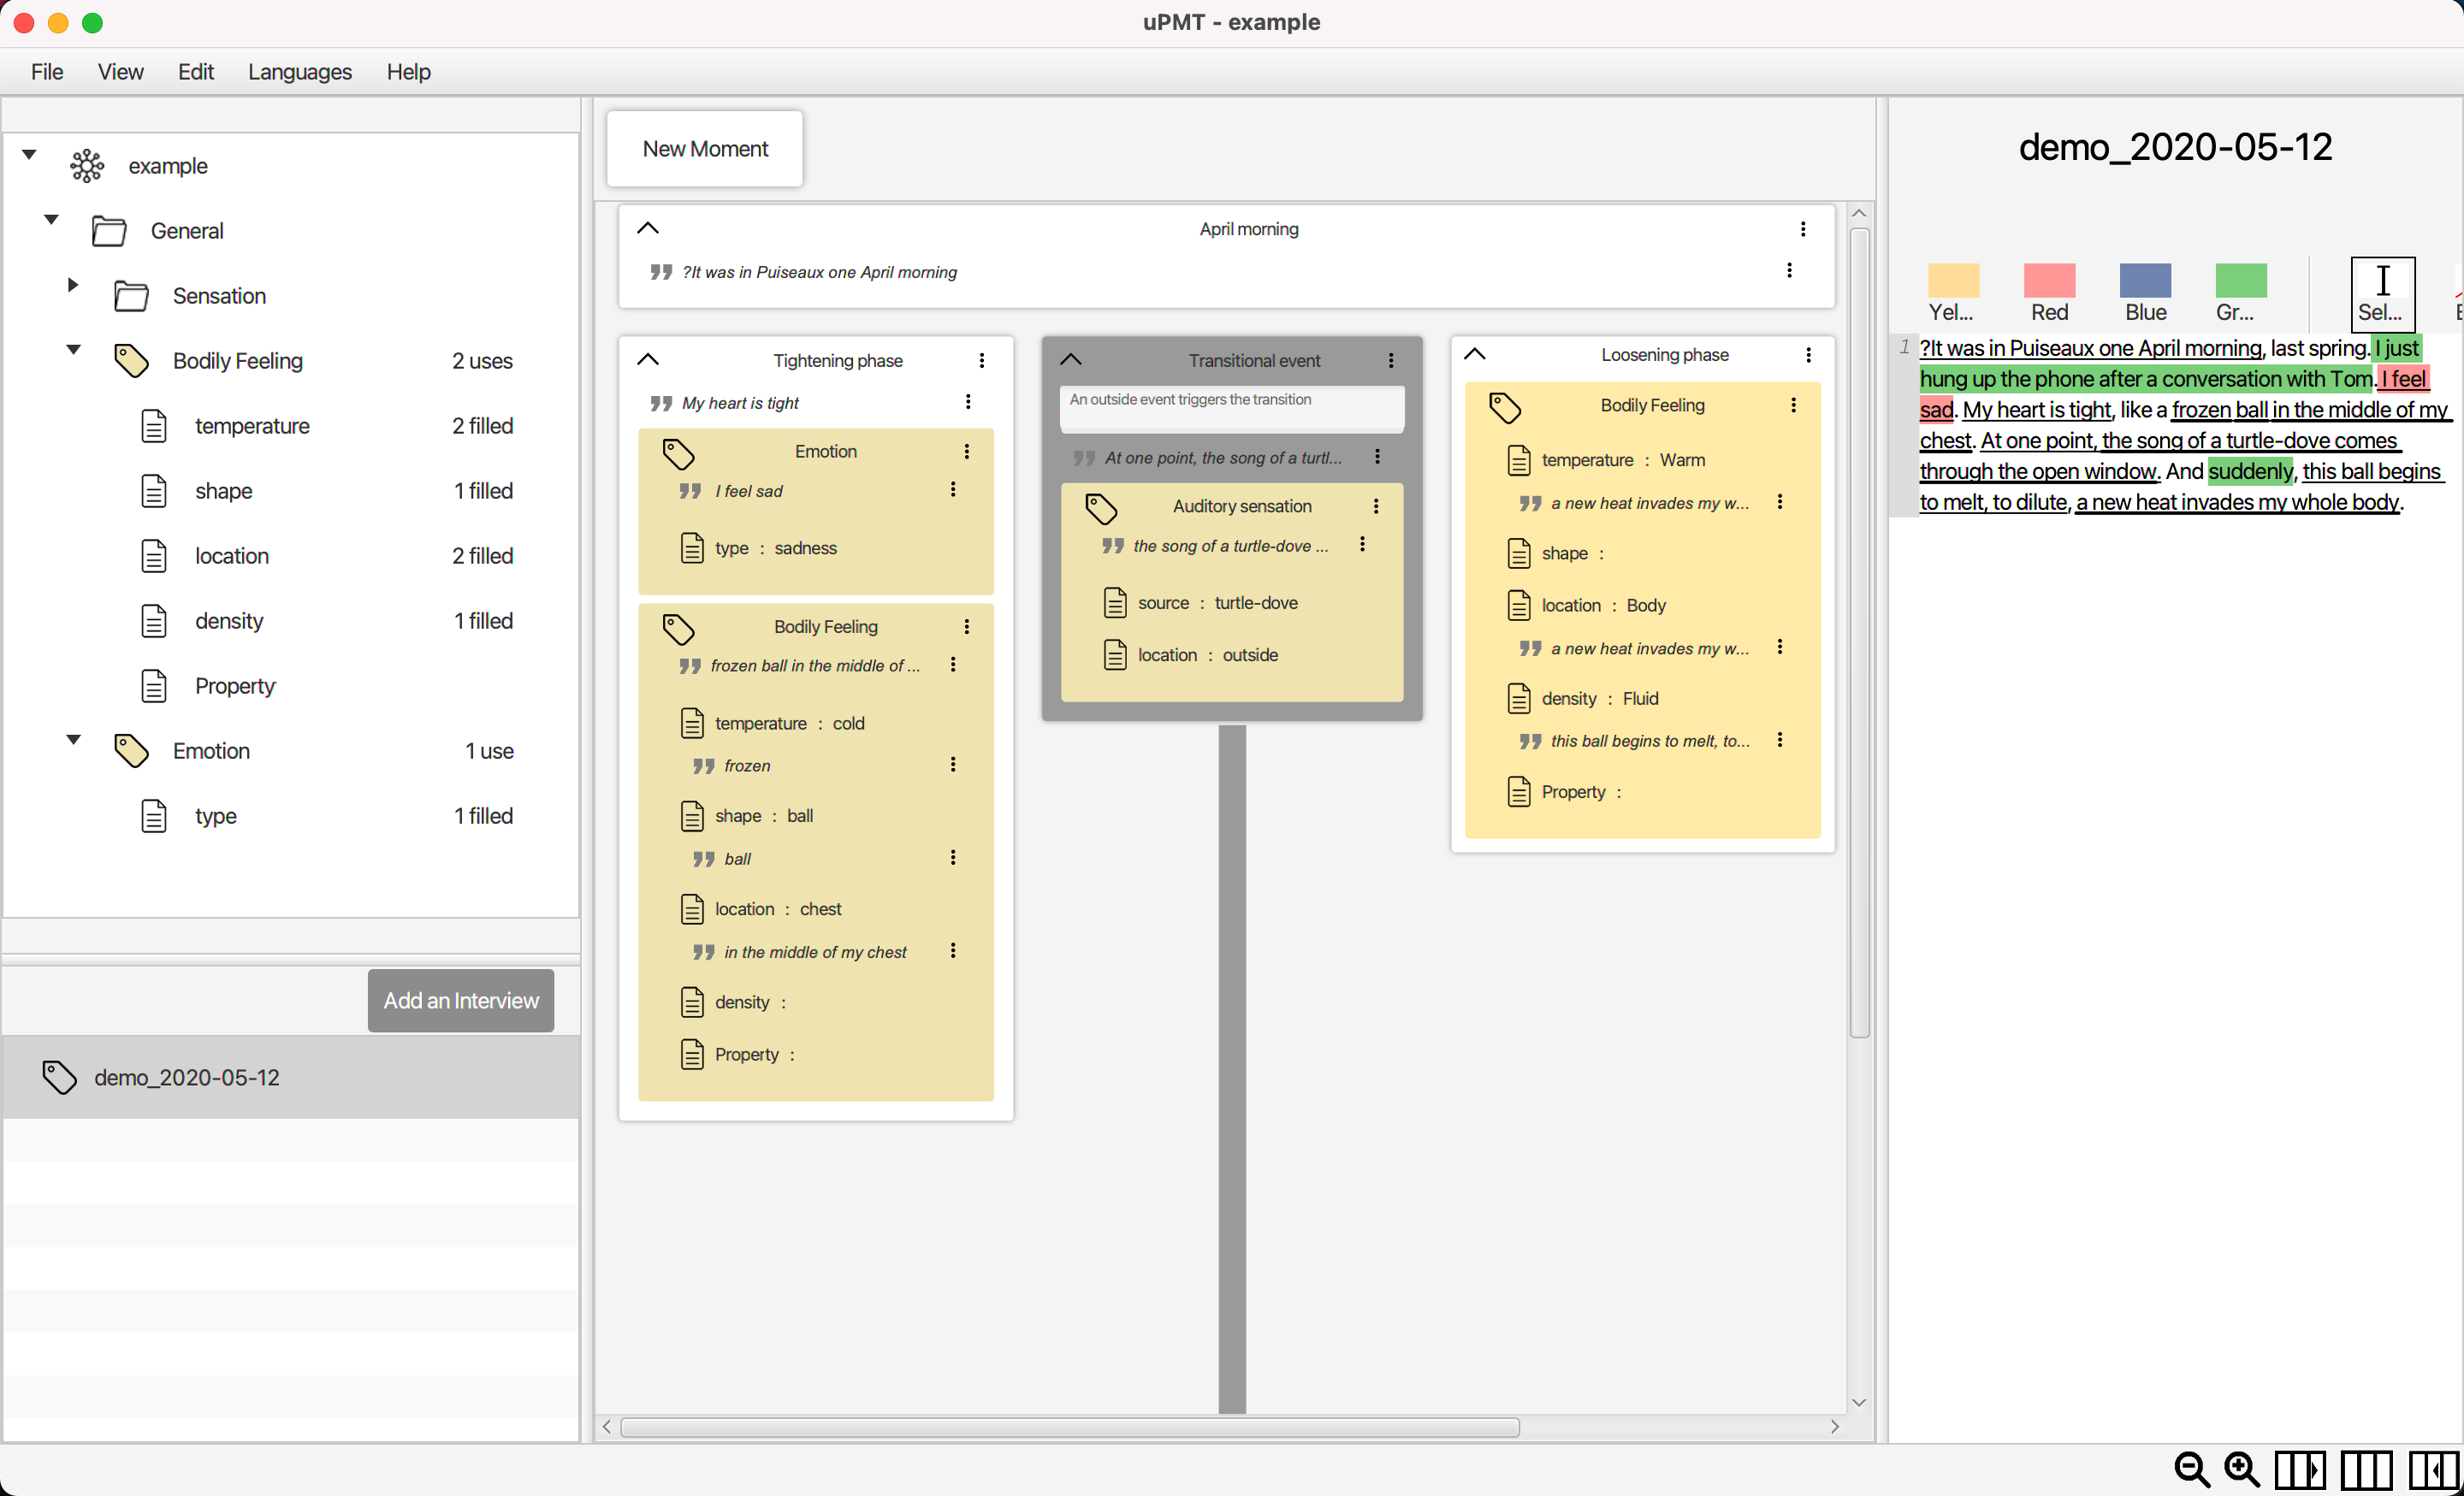 uPMT - example
File View Edit Languages Help
example
General
Sensation
Bodily Feeling 2 uses
temperature 2 filled
shape 1 filled
location 2 filled
density 1 filled
Property
Emotion 1 use
type 1 filled
Add an Interview
demo_2020-05-12
New Moment
April morning
?It was in Puiseaux one April morning
Tightening phase
My heart is tight
Emotion
I feel sad
type : sadness
Bodily Feeling
frozen ball in the middle of ...
temperature : cold
frozen
shape : ball
ball
location : chest
in the middle of my chest
density :
Property :
Transitional event
An outside event triggers the transition
At one point, the song of a turtl...
Auditory sensation
the song of a turtle-dove ...
source : turtle-dove
location : outside
Loosening phase
Bodily Feeling
temperature : Warm
a new heat invades my w...
shape :
location : Body
a new heat invades my w...
density : Fluid
this ball begins to melt, to...
Property :
demo_2020-05-12
Yel... Red Blue Gr... Sel...
1 ?It was in Puiseaux one April morning, last spring. I just
hung up the phone after a conversation with Tom. I feel
sad. My heart is tight, like a frozen ball in the middle of my
chest. At one point, the song of a turtle-dove comes
through the open window. And suddenly, this ball begins
to melt, to dilute, a new heat invades my whole body.